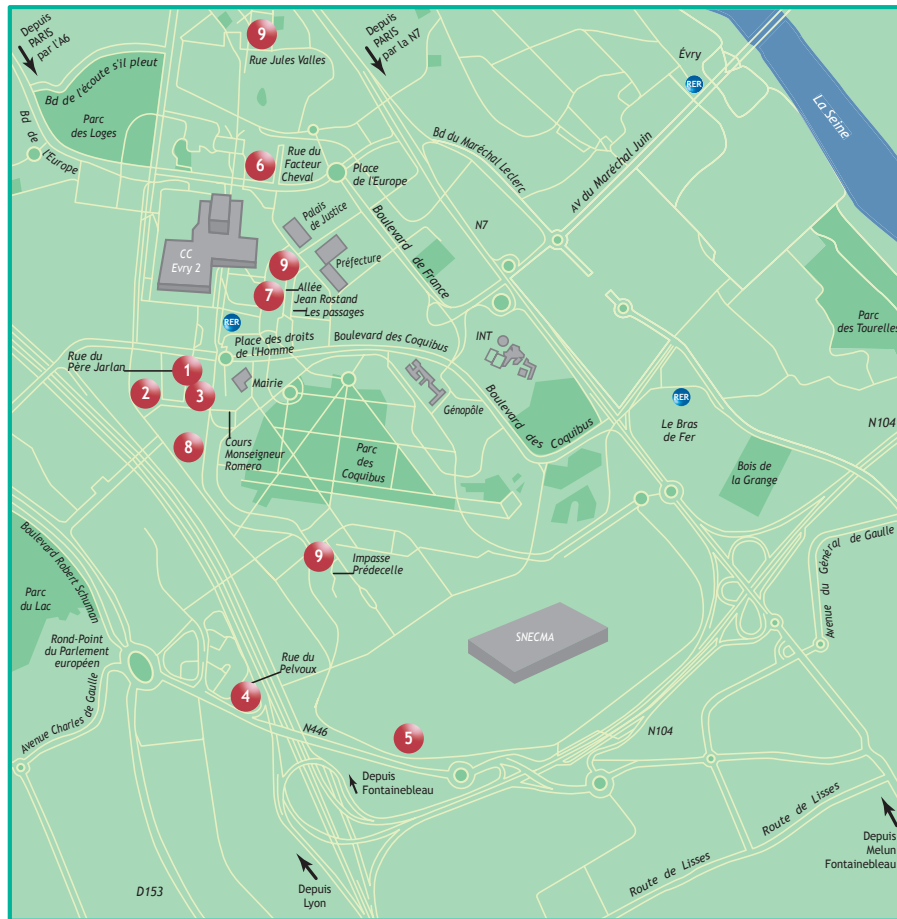 Depuis
PARIS
par l'A6
9
Rue Jules Valles
Depuis
PARIS
par la N7
Évry
RER
La Seine
Bd de l'écoute s'il pleut
Parc
des Loges
Bd de
l'Europe
6
Rue du
Facteur
Cheval
Place
de l'Europe
Bd du Maréchal Leclerc
AV du Maréchal Juin
N7
Palais
de Justice
Préfecture
Boulevard de France
CC
Evry 2
9
7
Allée
Jean Rostand
Les passages
Parc
des Tourelles
RER
Place des droits
de l'Homme
Boulevard des Coquibus
INT
Rue du
Père Jarlan
1
2
3
Mairie
Génopôle
Boulevard des Coquibus
RER
Le Bras
de Fer
N104
8
Cours
Monseigneur
Romero
Parc
des
Coquibus
Bois de
la Grange
Boulevard Robert Schuman
9
Impasse
Prédecelle
Avenue du Général de Gaulle
Parc
du Lac
SNECMA
Rond-Point
du Parlement
européen
Rue du
Pelvoux
4
Avenue Charles de Gaulle
N446
5
N104
Depuis
Fontainebleau
Route de Lisses
Depuis
Melun
Fontainebleau
Route de Lisses
D153
Depuis
Lyon